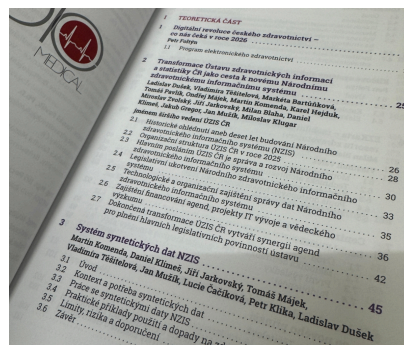 MEDICAL
I TEORETICKÁ ČÁST
1 Digitální revoluce českého zdravotnictví –
co nás čeká v roce 2025
Petr Foltýn
1.1 Program elektronického zdravotnictví
2 Transformace Ústavu zdravotnických informací
a statistiky ČR jako cesta k novému Národnímu
zdravotnickému informačnímu systému
Ladislav Dušek, Vladimíra Těšitelová, Markéta Bartůňková,
Tomáš Pavlík, Ondřej Májek, Martin Komenda, Karel Hejduk,
Miroslav Zvolský, Jiří Jarkovský, Milan Blaha, Daniel
Klimeš, Jakub Gregor, Jan Mužík, Miloslav Klugar
jménem širšího vedení ÚZIS ČR
2.1 Historické ohlédnutí aneb deset let budování Národního
zdravotnického informačního systému (NZIS) 26
2.2 Organizační struktura ÚZIS ČR v roce 2025 28
2.3 Hlavním posláním ÚZIS ČR je správa a rozvoj Národního
zdravotnického informačního systému 30
2.4 Legislativní ukotvení Národního zdravotnického informačního
systému 33
2.5 Technologické a organizační zajištění správy dat Národního
zdravotnického informačního systému 35
2.6 Zajištění financování agend, projekty IT vývoje a vědeckého
výzkumu 36
2.7 Dokončená transformace ÚZIS ČR vytváří synergii agend
pro plnění hlavních legislativních povinností ústavu 42
3 Systém syntetických dat NZIS 45
Martin Komenda, Daniel Klimeš, Jiří Jarkovský, Tomáš Májek,
Vladimíra Těšitelová, Jan Mužík, Lucie Čačíková, Petr Klika, Ladislav Dušek
3.1 Úvod
3.2 Kontext a potřeba syntetických dat
3.3 Práce se syntetickými daty NZIS
3.4 Praktické příklady použití a dopady na
3.5 Limity, rizika a doporučení
3.6 Závěr